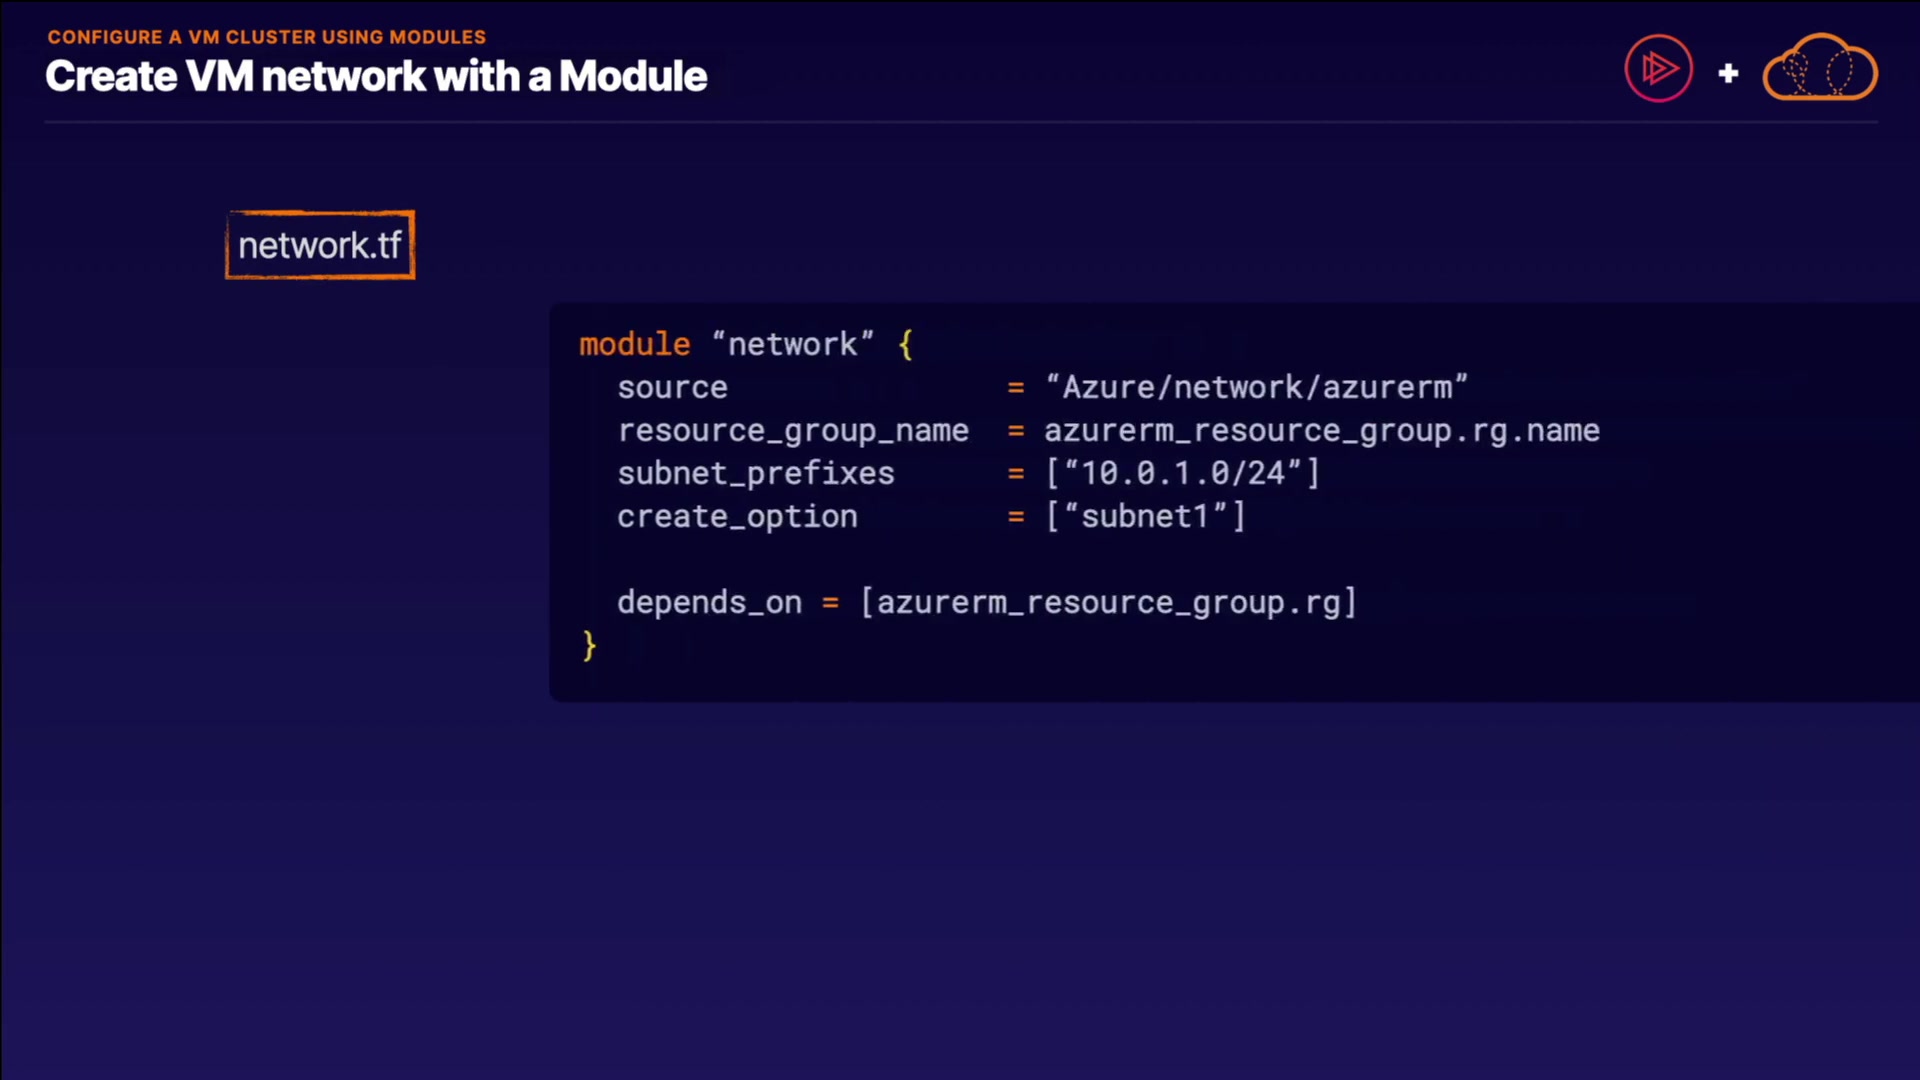 CONFIGURE A VM CLUSTER USING MODULES
Create VM network with a Module
+
network.tf
module “network” {
source = “Azure/network/azurerm”
resource_group_name = azurerm_resource_group.rg.name
subnet_prefixes = [“10.0.1.0/24”]
create_option = [“subnet1”]
depends_on = [azurerm_resource_group.rg]
}